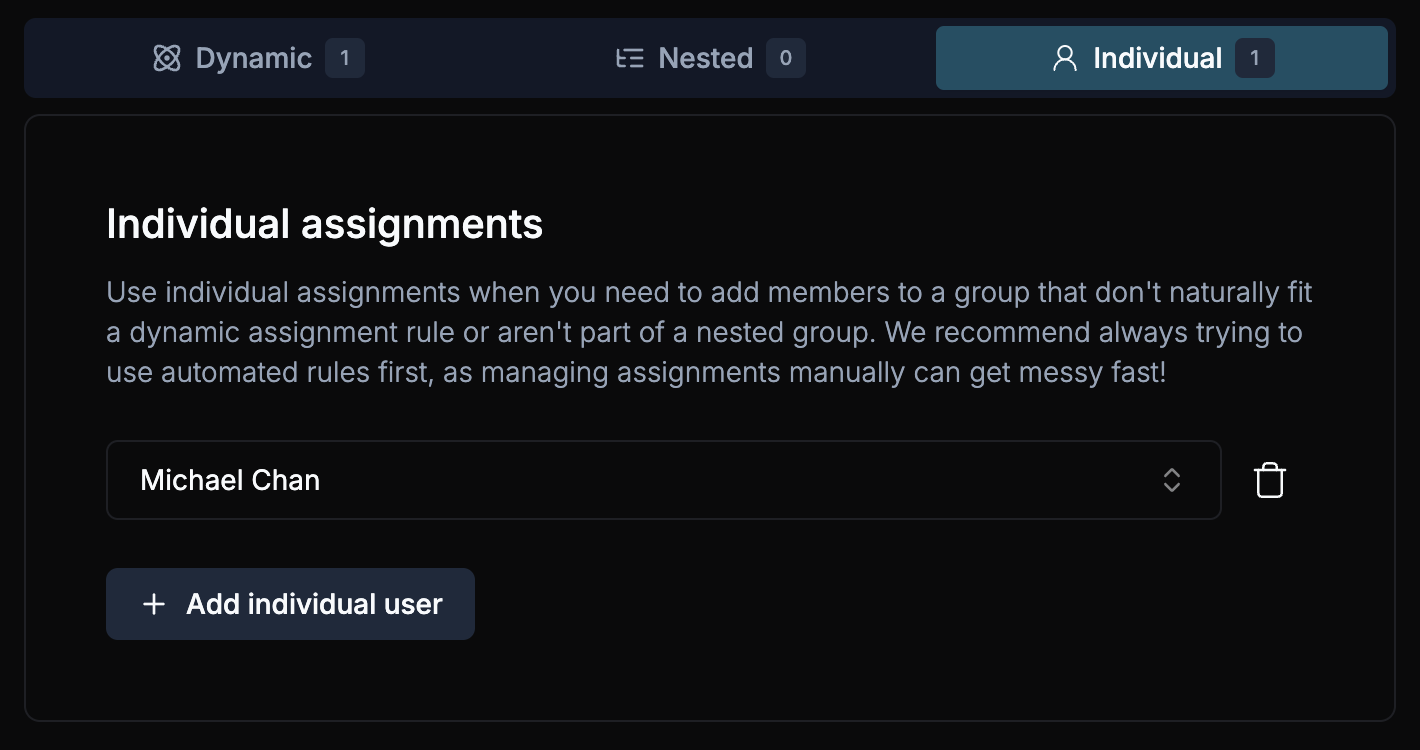 Dynamic 1 Nested 0 Individual 1
Individual assignments
Use individual assignments when you need to add members to a group that don't naturally fit
a dynamic assignment rule or aren't part of a nested group. We recommend always trying to
use automated rules first, as managing assignments manually can get messy fast!
Michael Chan
Add individual user